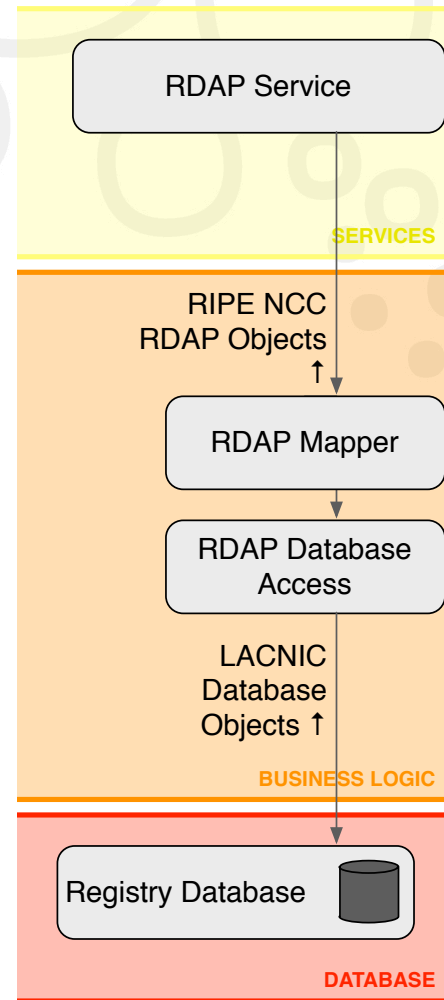 RDAP Service
SERVICES
RIPE NCC
RDAP Objects
↑
RDAP Mapper
RDAP Database
Access
LACNIC
Database
Objects ↑
BUSINESS LOGIC
Registry Database
DATABASE